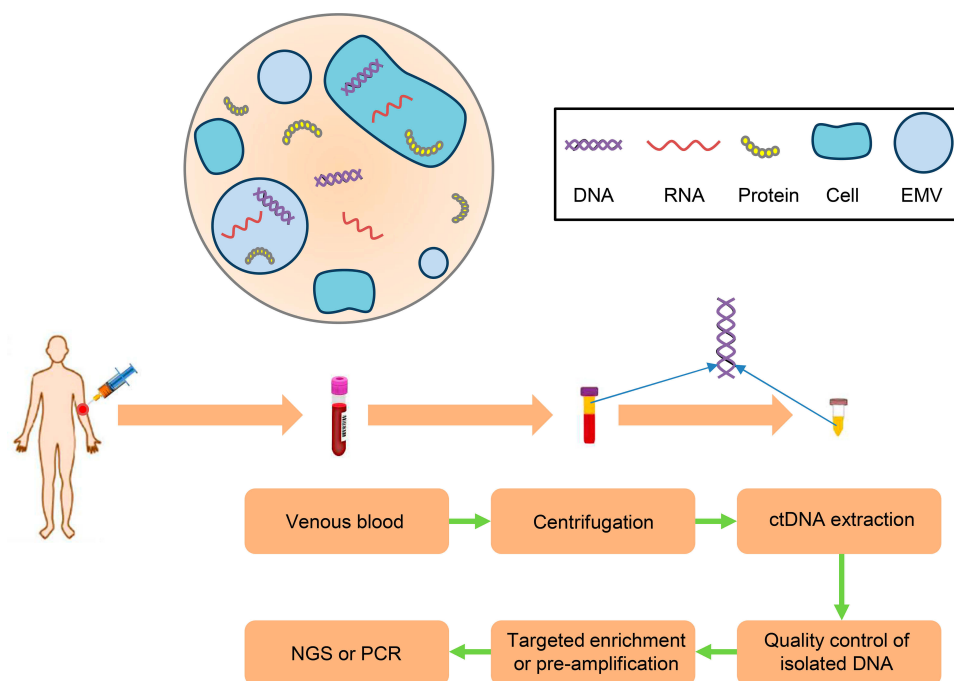 DNA
RNA
Protein
Cell
EMV
Venous blood
Centrifugation
ctDNA extraction
NGS or PCR
Targeted enrichment
or pre-amplification
Quality control of
isolated DNA